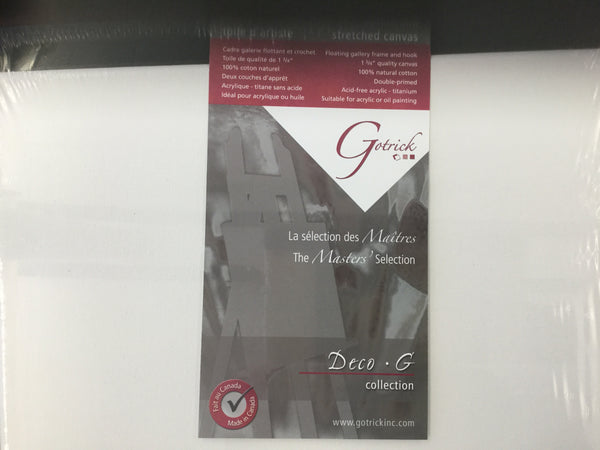 stretched canvas
Cadre galerie flottant et crochet
Toile de qualité de 1 ¾"
100% coton naturel
Deux couches d'apprêt
Acrylique - titane sans acide
Idéal pour acrylique ou huile
Floating gallery frame and hook
1 ¾" quality canvas
100% natural cotton
Double-primed
Acid-free acrylic - titanium
Suitable for acrylic or oil painting
Gotrick
La sélection des Maîtres
The Masters' Selection
Deco · G
collection
Fait au Canada
Made in Canada
www.gotrickinc.com